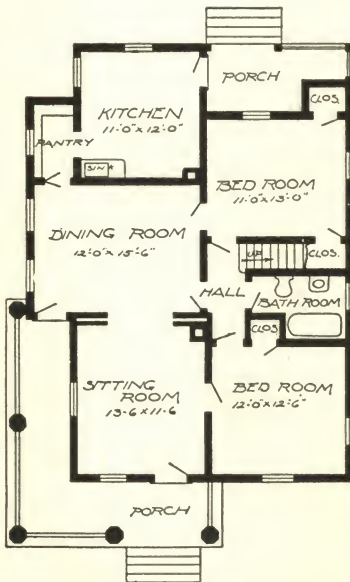 PORCH
KITCHEN
11'-0" X 12'-0"
CLOS.
PANTRY
SINK
BED ROOM
11'-0" X 13'-0"
DINING ROOM
12'-0" X 15'-6"
UP
CLOS.
HALL
BATH ROOM
CLOS
SITTING
ROOM
13-6 X 11-6
BED ROOM
12'-0" X 12'-6"
PORCH